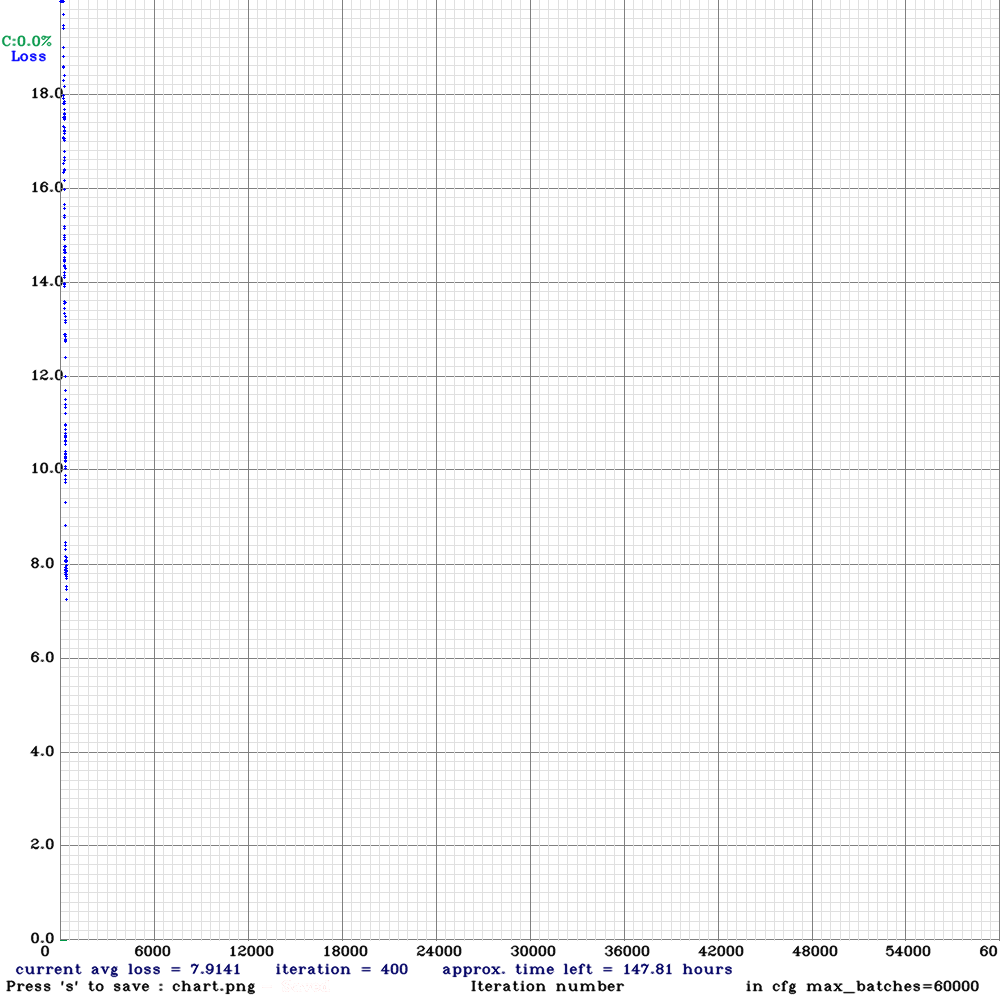 C:0.0%
Loss
18.0
16.0
14.0
12.0
10.0
8.0
6.0
4.0
2.0
0.0
0 6000 12000 18000 24000 30000 36000 42000 48000 54000 60
current avg loss = 7.9141 iteration = 400 approx. time left = 147.81 hours
Press 's' to save : chart.png Iteration number in cfg max_batches=60000